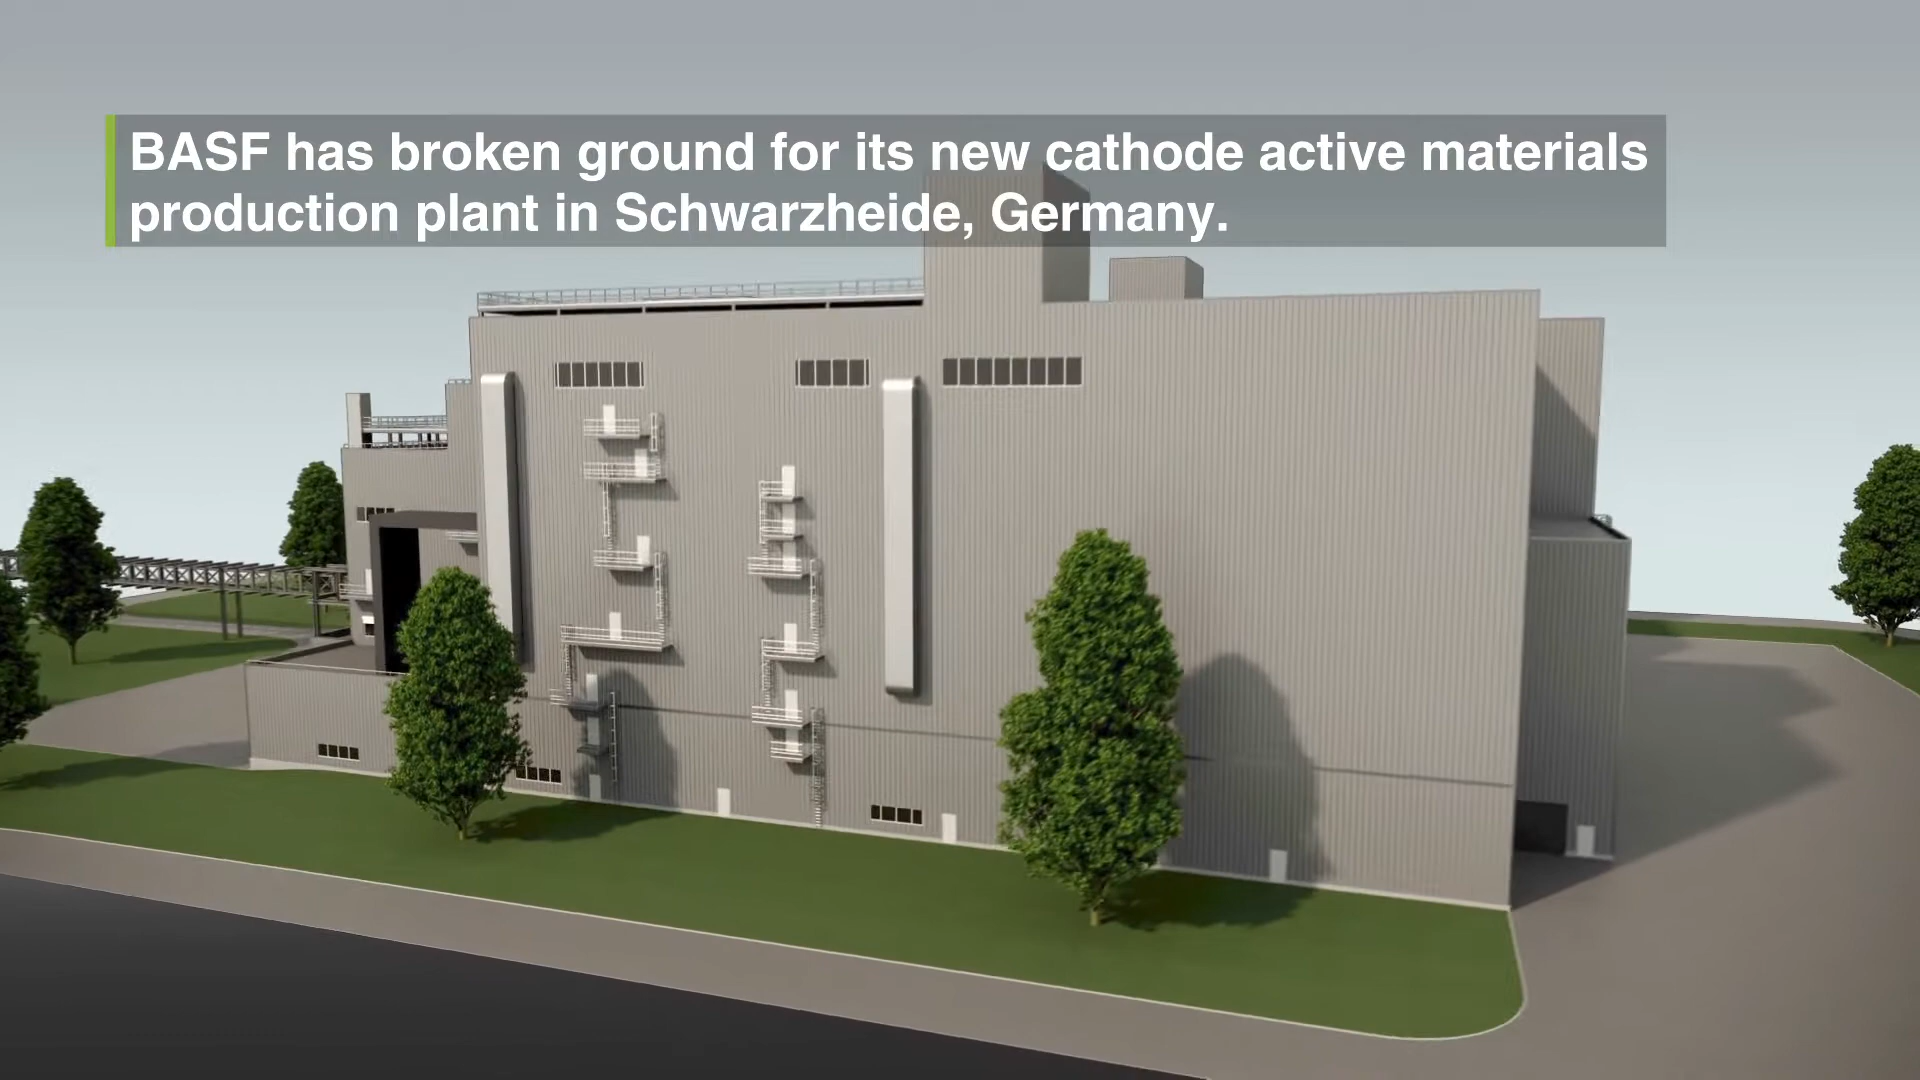 BASF has broken ground for its new cathode active materials
production plant in Schwarzheide, Germany.